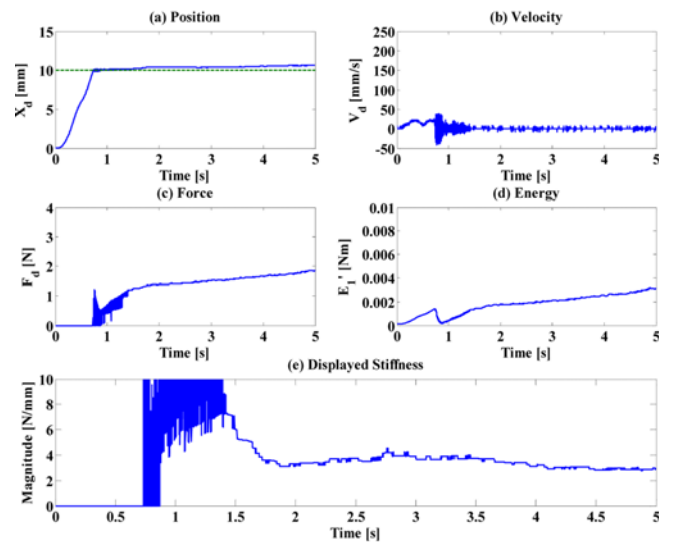 (a) Position
(b) Velocity
X_d [mm]
15
10
5
0
0 1 2 3 4 5
Time [s]
V_d [mm/s]
250
200
150
100
50
0
-50
0 1 2 3 4 5
Time [s]
(c) Force
(d) Energy
F_d [N]
4
3
2
1
0
0 1 2 3 4 5
Time [s]
E_1' [Nm]
0.01
0.008
0.006
0.004
0.002
0
0 1 2 3 4 5
Time [s]
(e) Displayed Stiffness
Magnitude [N/mm]
10
8
6
4
2
0
0 0.5 1 1.5 2 2.5 3 3.5 4 4.5 5
Time [s]